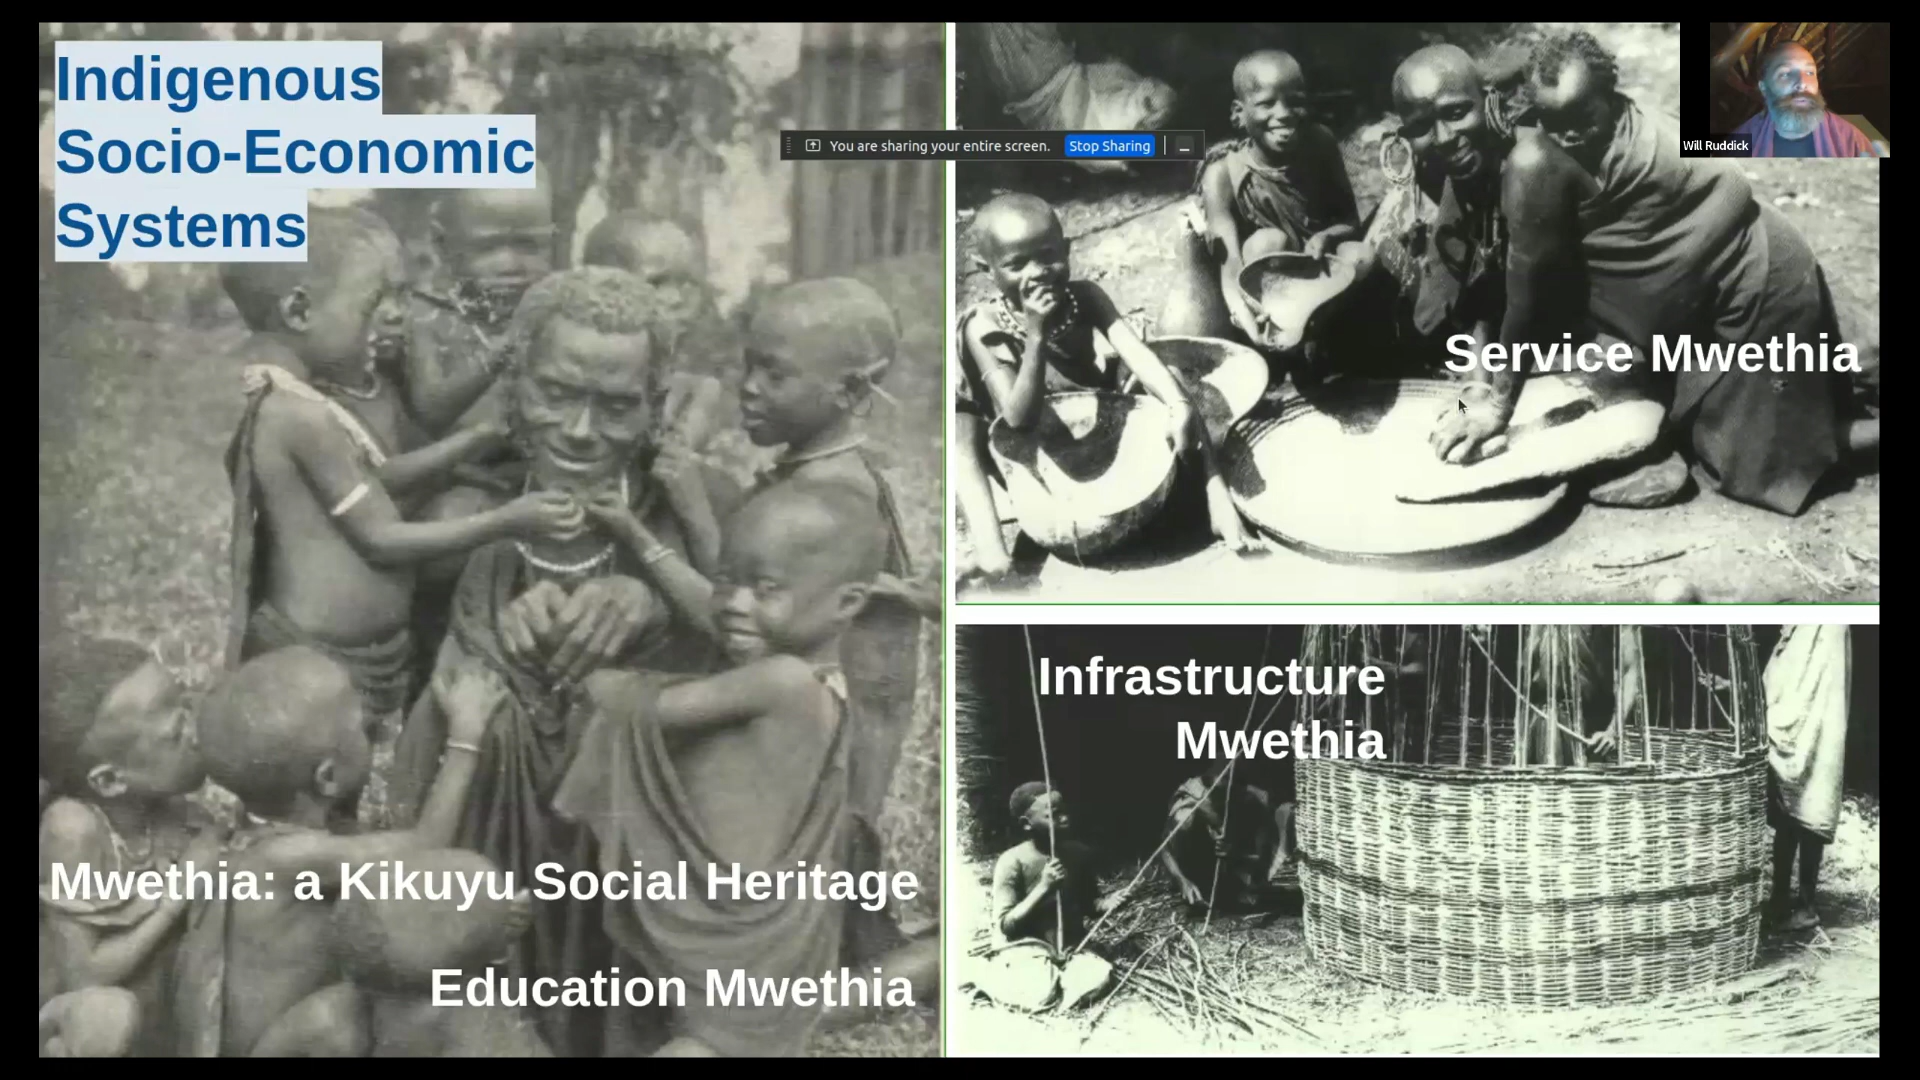 Indigenous
Socio-Economic
Systems
You are sharing your entire screen. Stop Sharing
Will Ruddick
Service Mwethia
Infrastructure
Mwethia
Mwethia: a Kikuyu Social Heritage
Education Mwethia